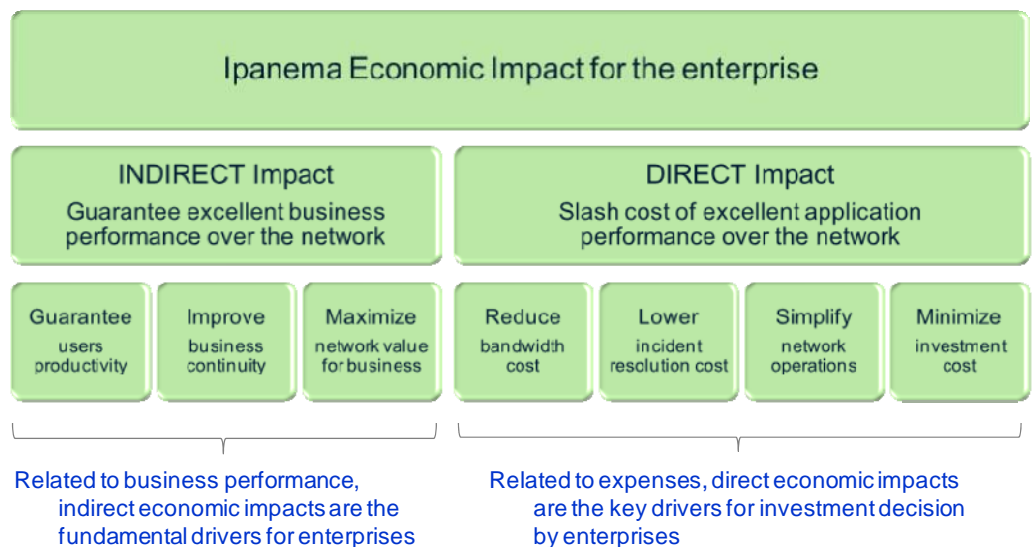 Ipanema Economic Impact for the enterprise
INDIRECT Impact
Guarantee excellent business
performance over the network
DIRECT Impact
Slash cost of excellent application
performance over the network
Guarantee
users
productivity
Improve
business
continuity
Maximize
network value
for business
Reduce
bandwidth
cost
Lower
incident
resolution cost
Simplify
network
operations
Minimize
investment
cost
Related to business performance,
indirect economic impacts are the
fundamental drivers for enterprises
Related to expenses, direct economic impacts
are the key drivers for investment decision
by enterprises